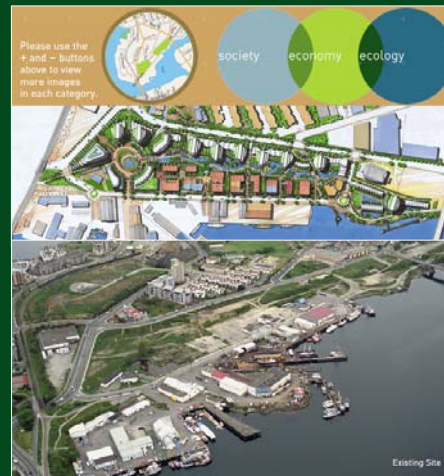 Please use the
+ and – buttons
above to view
more images
in each category.
society
economy
ecology
Existing Site